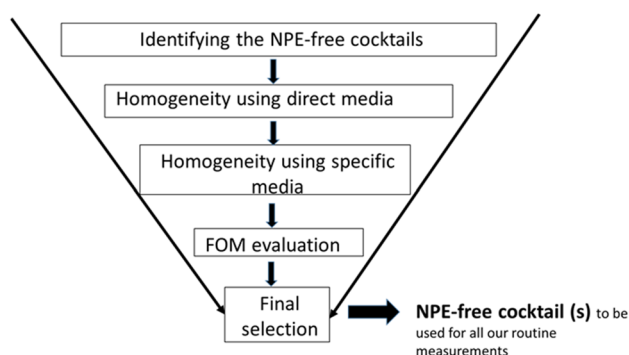 Identifying the NPE-free cocktails
Homogeneity using direct media
Homogeneity using specific
media
FOM evaluation
Final
selection
NPE-free cocktail (s) to be
used for all our routine
measurements